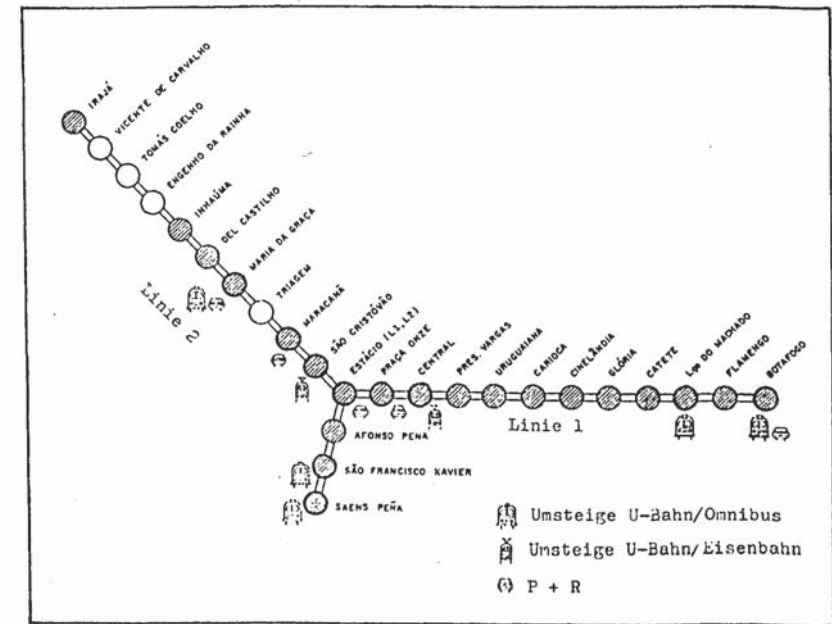 IRAJÁ
VICENTE DE CARVALHO
TOMÁS COELHO
ENGENHO DA RAINHA
INHAÚMA
DEL CASTILHO
MARIA DA GRAÇA
TRIAGEM
MARACANÃ
SÃO CRISTÓVÃO
ESTÁCIO (L1, L2)
PRAÇA ONZE
CENTRAL
PRES. VARGAS
URUGUAIANA
CARIOCA
CINELÂNDIA
GLÓRIA
CATETE
Lgo DO MACHADO
FLAMENGO
BOTAFOGO
Linie 2
Linie 1
AFONSO PENA
SÃO FRANCISCO XAVIER
SAENS PEÑA
Umsteige U-Bahn/Omnibus
Umsteige U-Bahn/Eisenbahn
P + R